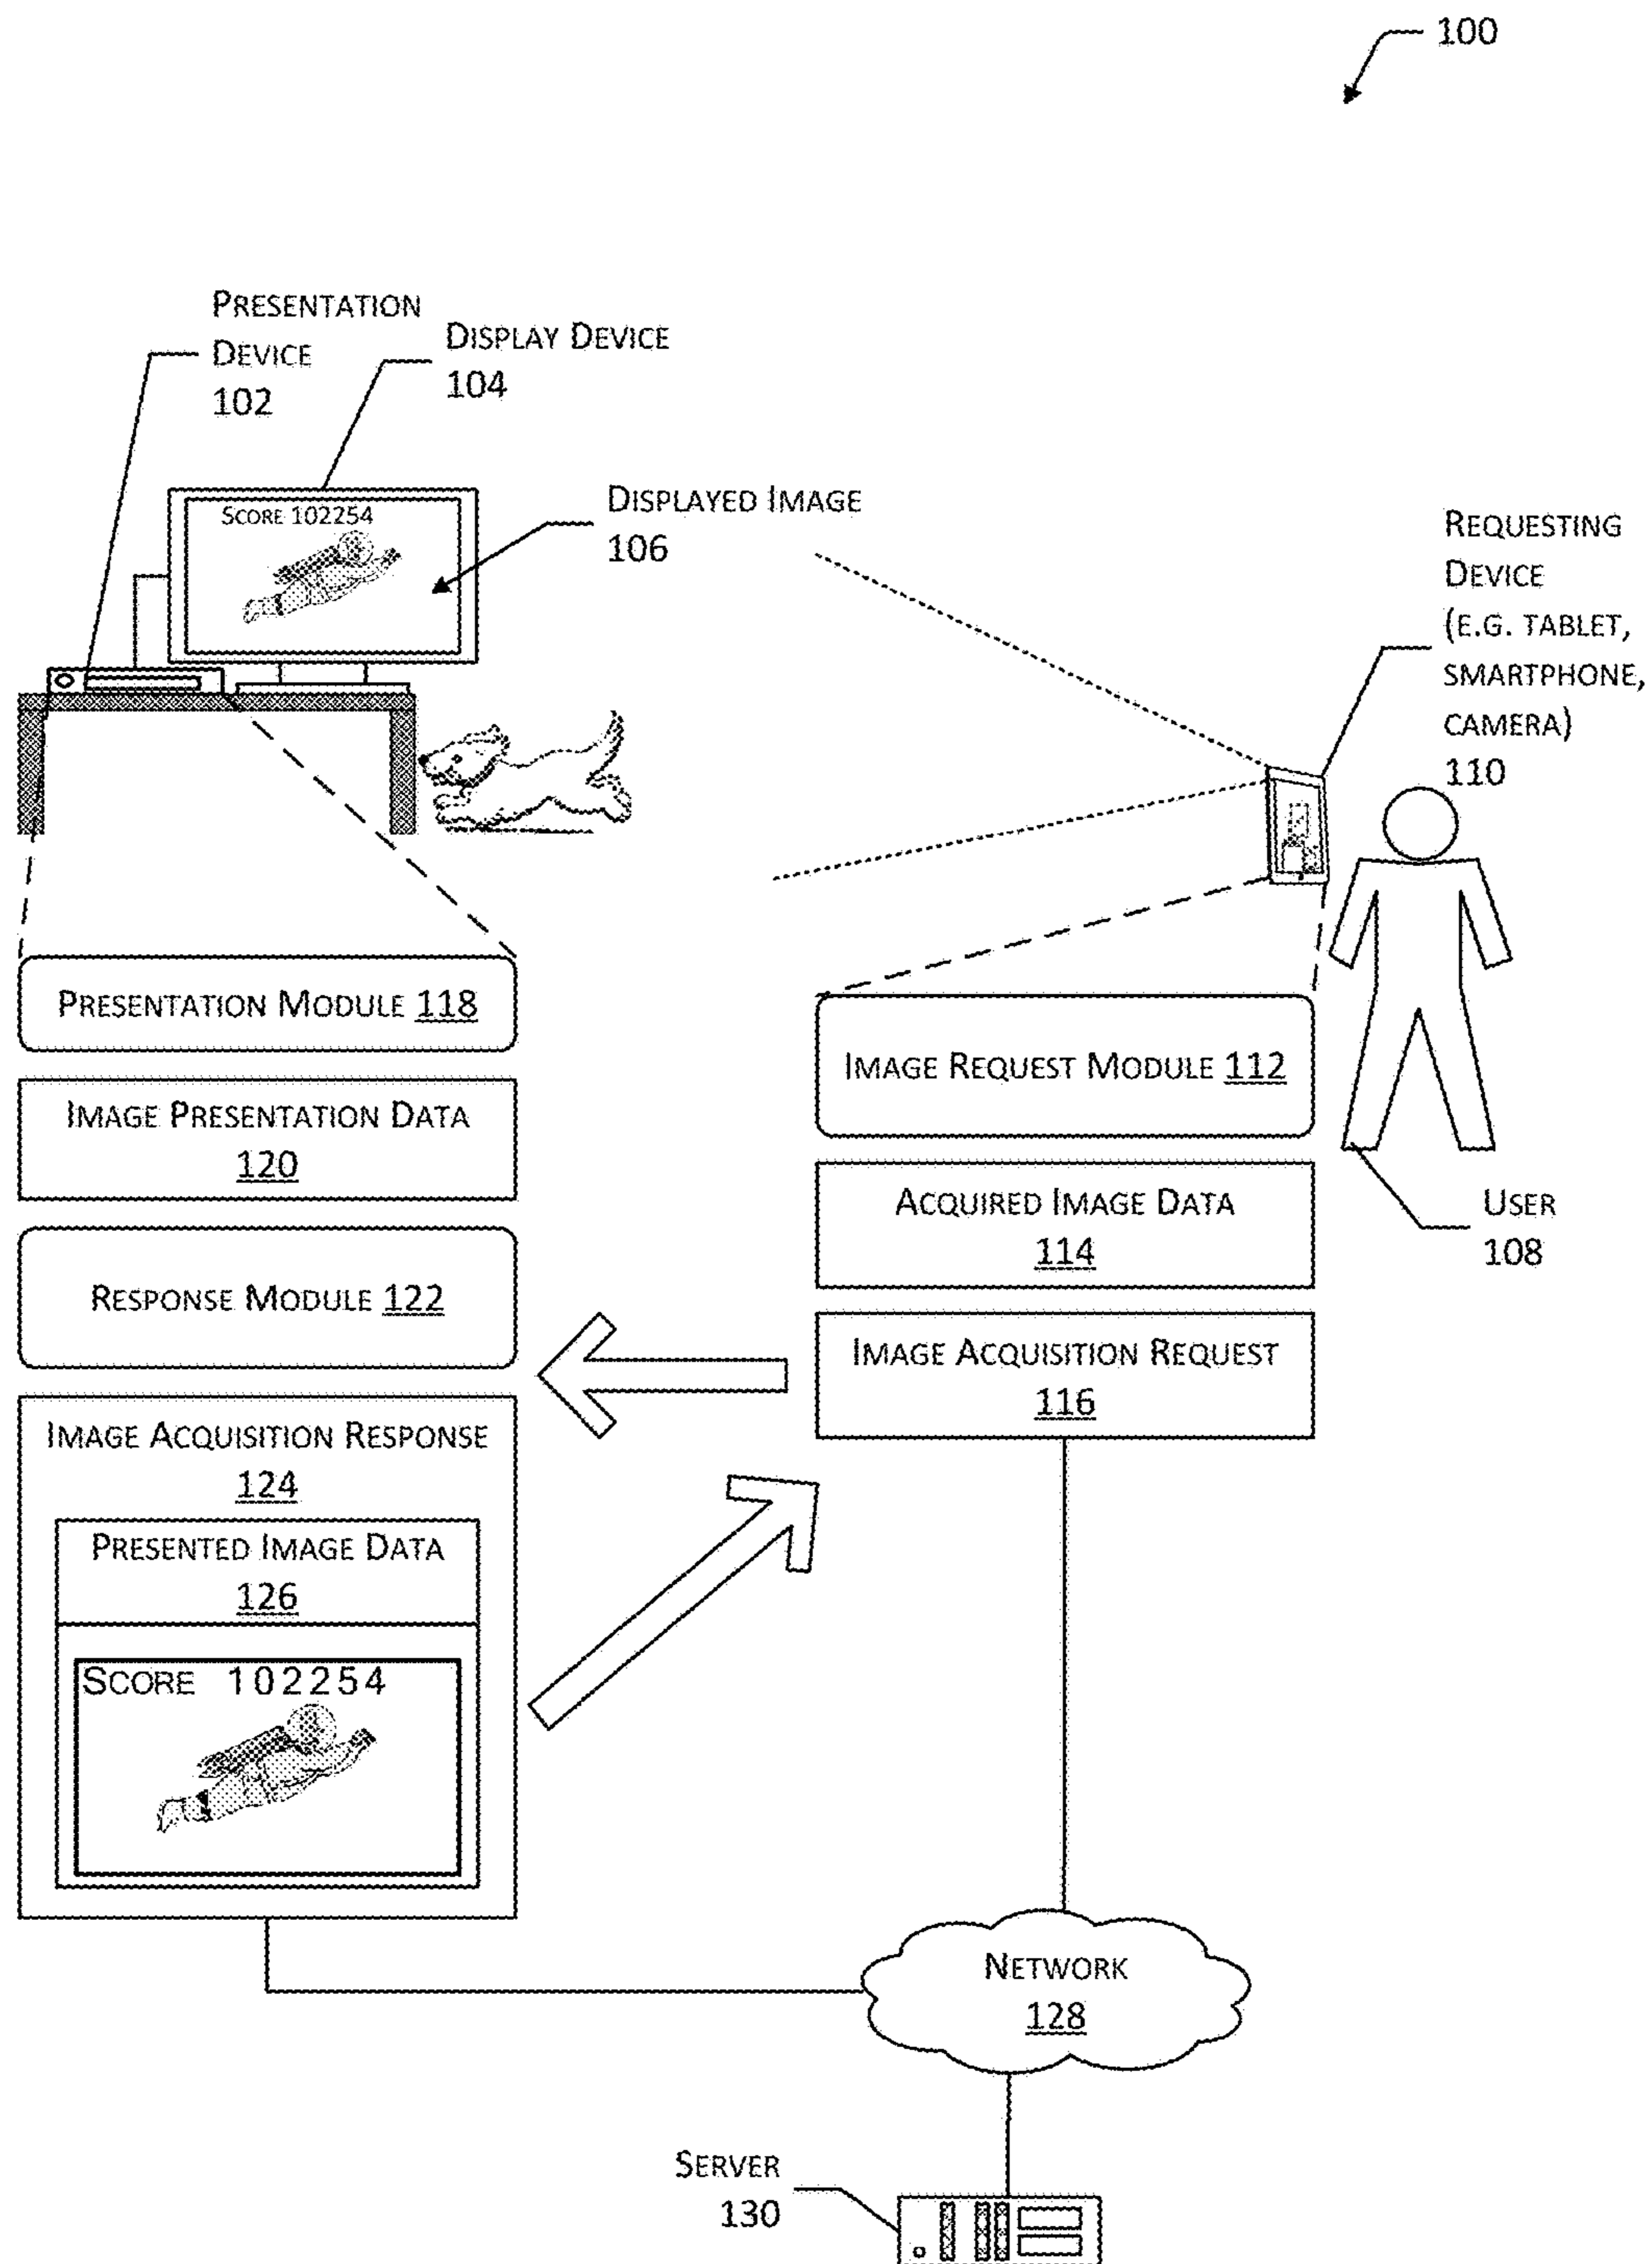 100
PRESENTATION
DEVICE
102
DISPLAY DEVICE
104
SCORE 102254
DISPLAYED IMAGE
106
REQUESTING
DEVICE
(E.G. TABLET,
SMARTPHONE,
CAMERA)
110
PRESENTATION MODULE 118
IMAGE PRESENTATION DATA
120
RESPONSE MODULE 122
IMAGE REQUEST MODULE 112
ACQUIRED IMAGE DATA
114
IMAGE ACQUISITION REQUEST
116
USER
108
IMAGE ACQUISITION RESPONSE
124
PRESENTED IMAGE DATA
126
SCORE 102254
NETWORK
128
SERVER
130